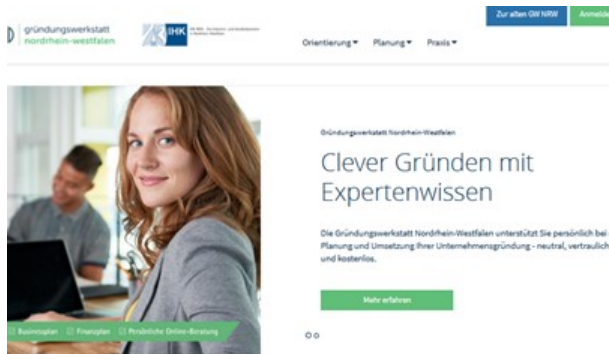 Zur alten GW NRW
Anmelde
gründungswerkstatt
nordrhein-westfalen
IHK
Orientierung
Planung
Praxis
Gründungswerkstatt Nordrhein-Westfalen
Clever Gründen mit
Expertenwissen
Die Gründungswerkstatt Nordrhein-Westfalen unterstützt Sie persönlich bei
Planung und Umsetzung Ihrer Unternehmensgründung - neutral, vertraulich
und kostenlos.
Mehr erfahren
Businessplan Finanzplan Persönliche Online-Beratung